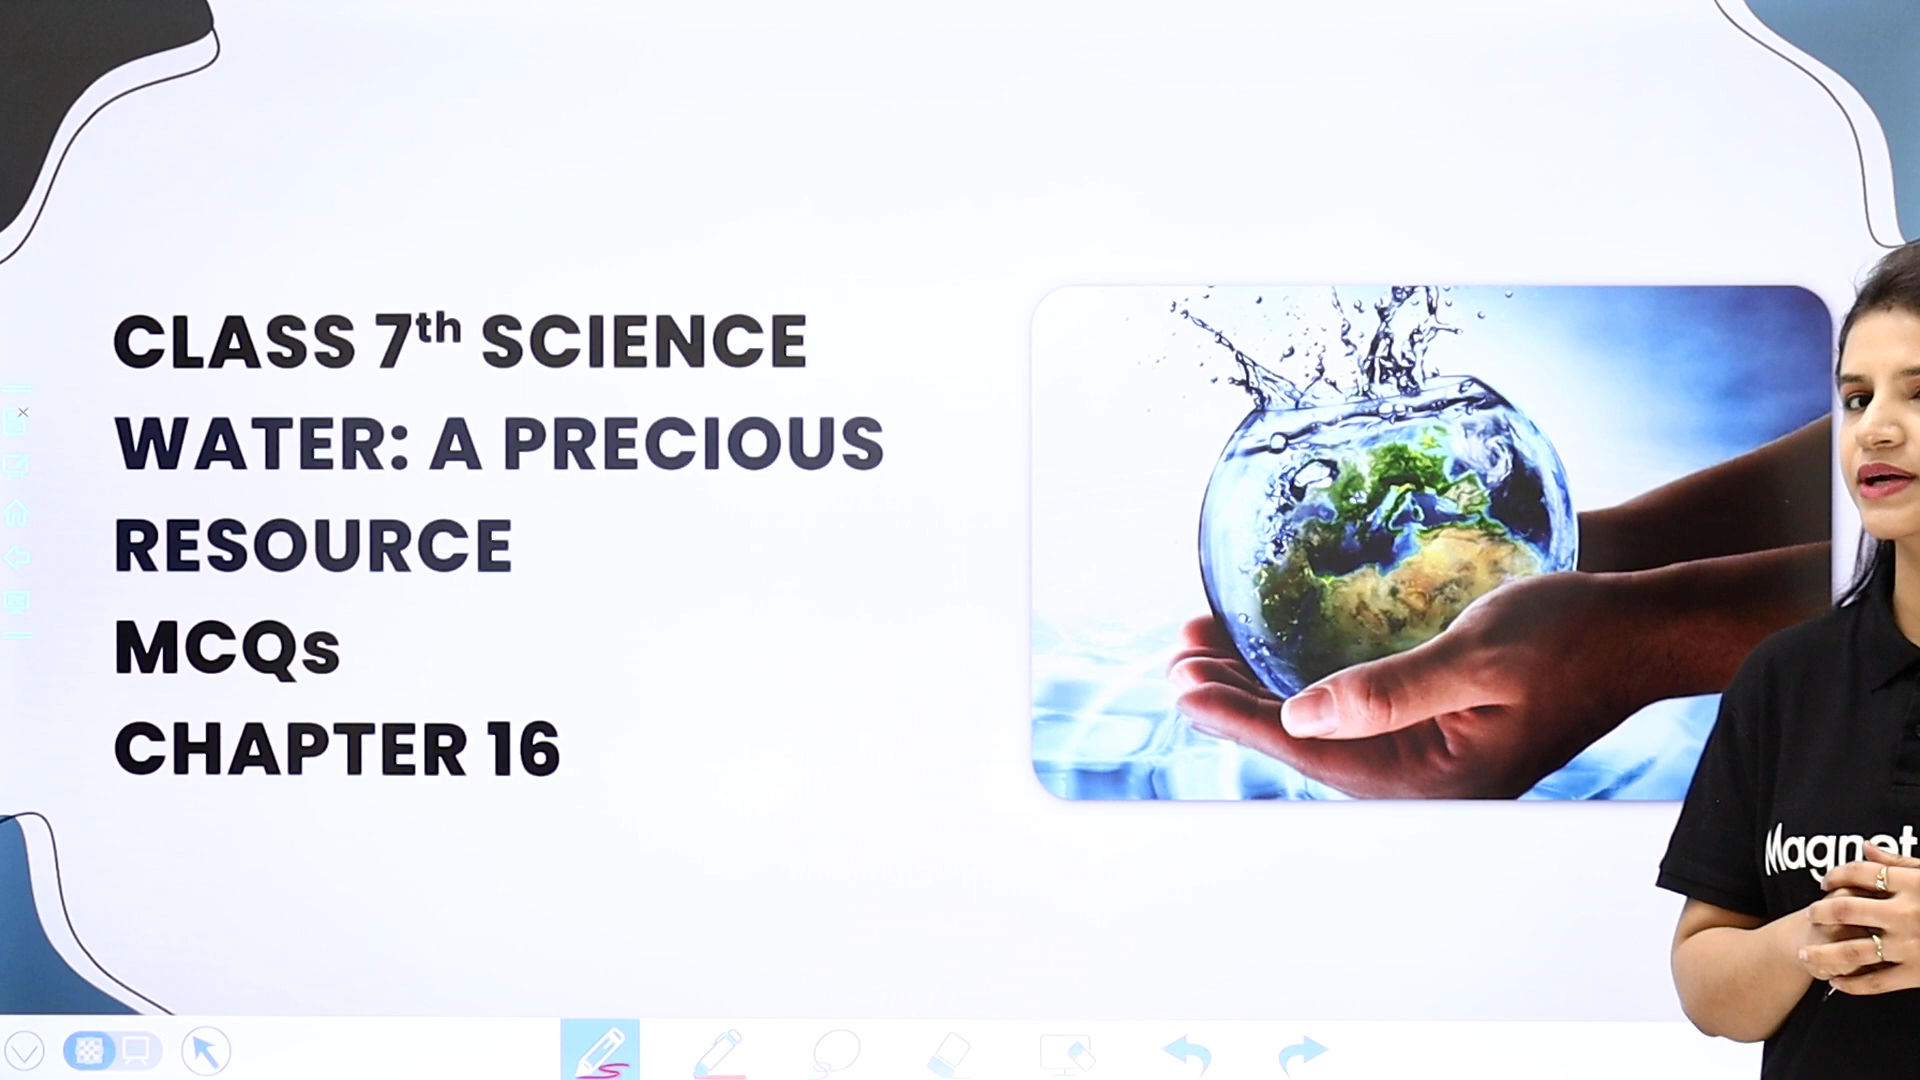 CLASS 7th SCIENCE
WATER: A PRECIOUS
RESOURCE
MCQs
CHAPTER 16
Magnet